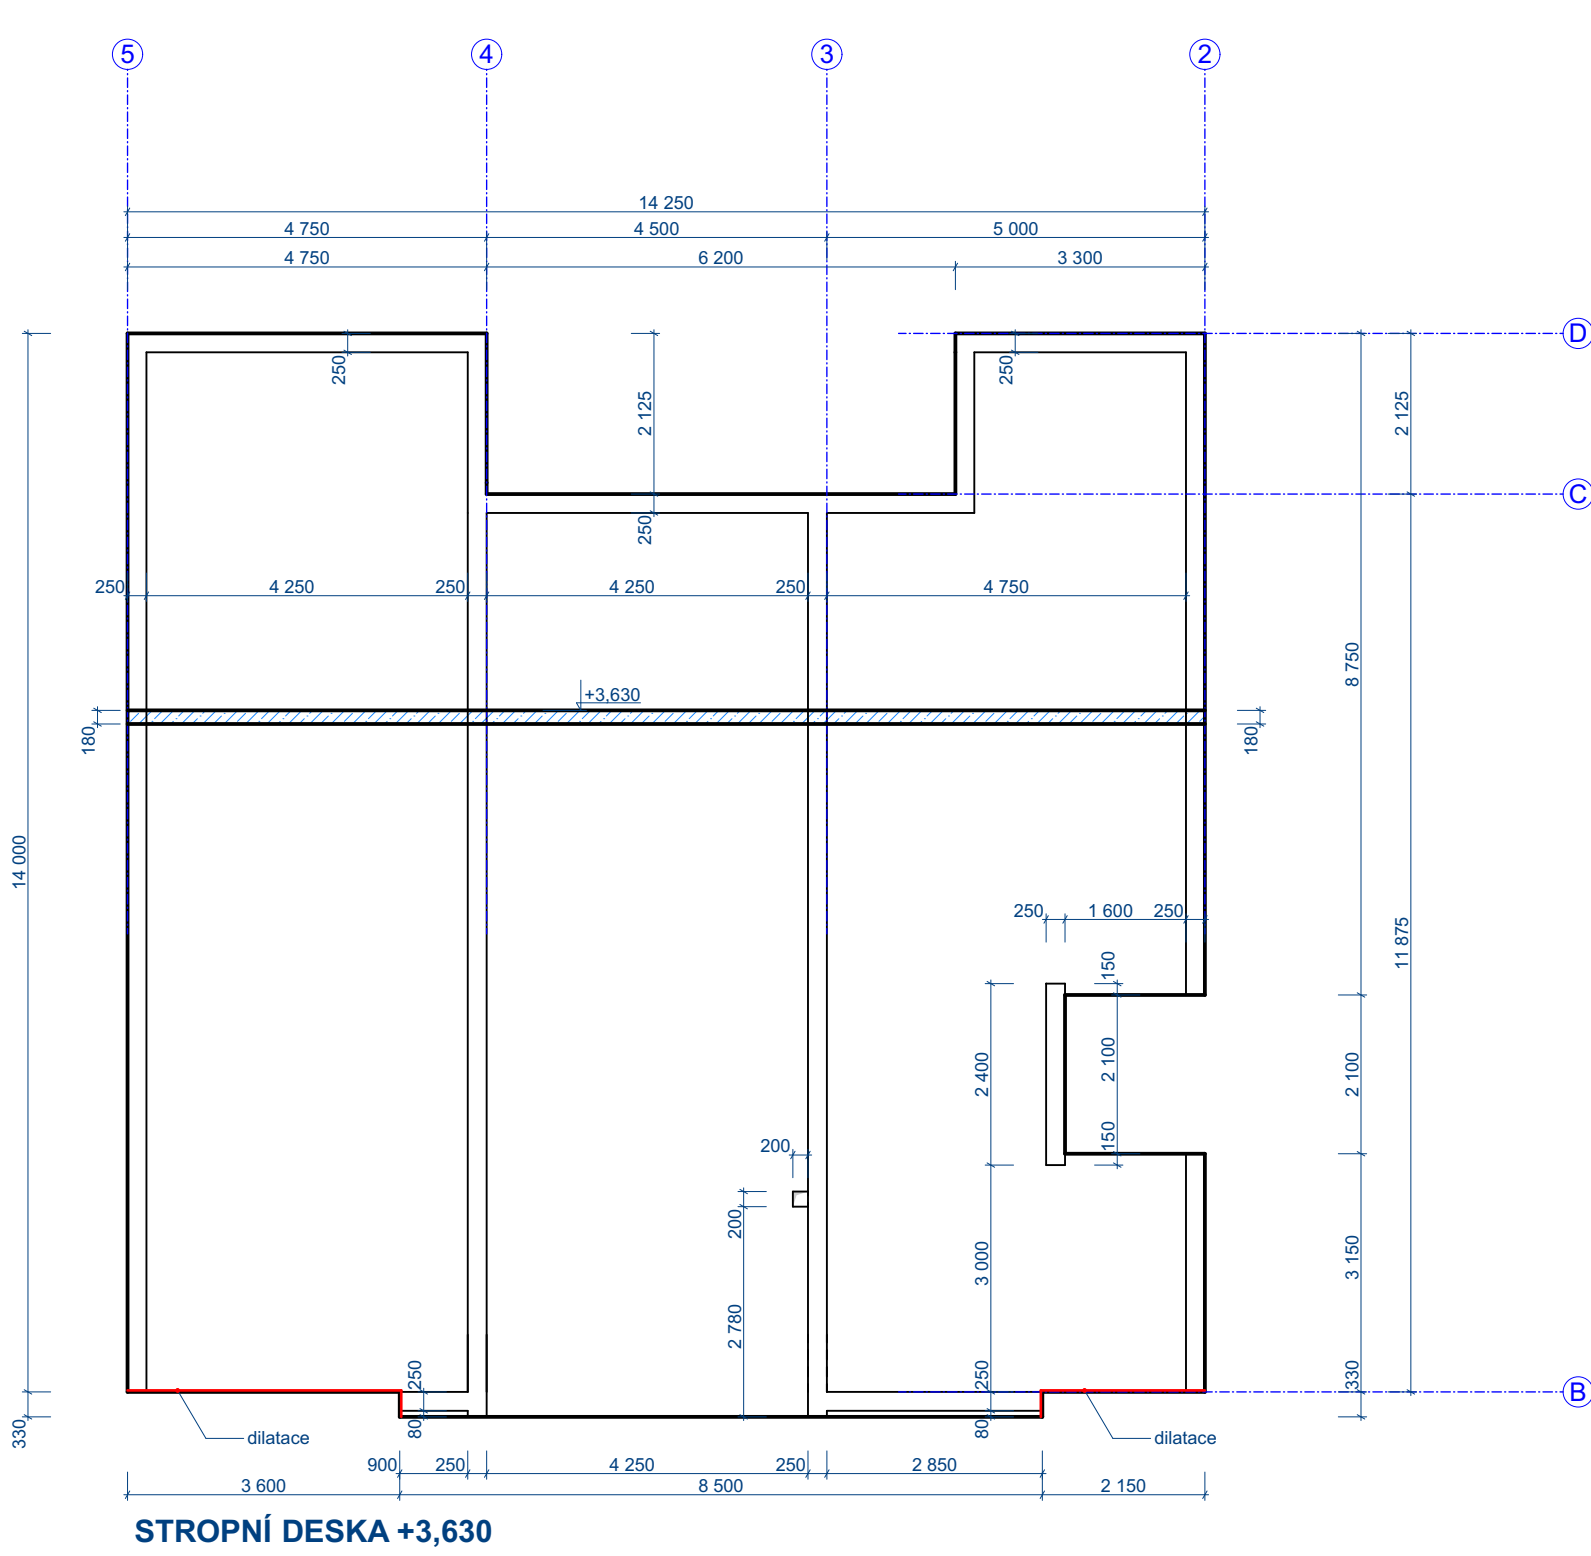 5 4 3 2
14 250
4 750 4 500 5 000
4 750 6 200 3 300
D
250 2 125 250 2 125
C
250
250 4 250 250 4 250 250 4 750
8 750
+3,630
180 180
14 000
250 1 600 250
11 875
150
2 400 2 100 2 100
150
200
200
3 000 3 150
2 780
250 250 330
B
330 80 80
dilatace dilatace
900 250 4 250 250 2 850
3 600 8 500 2 150
STROPNÍ DESKA +3,630